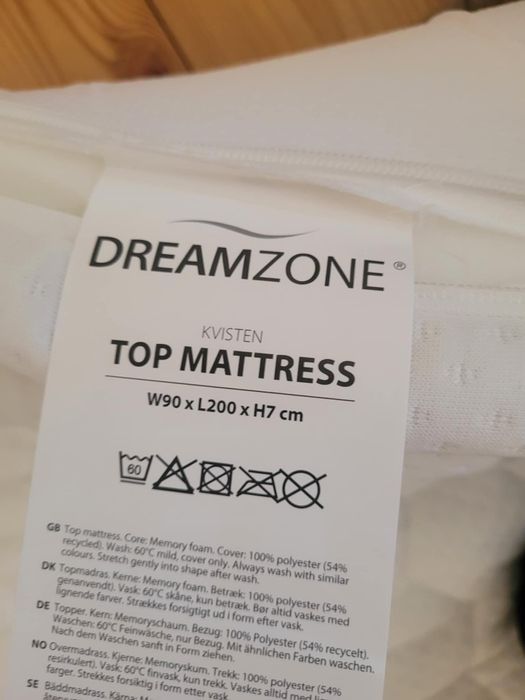 DREAMZONE®
KVISTEN
TOP MATTRESS
W90 x L200 x H7 cm
60
GB Top mattress. Core: Memory foam. Cover: 100% polyester (54%
recycled). Wash: 60°C mild, cover only. Always wash with similar
colours. Stretch gently into shape after wash.
DK Topmadras. Kerne: Memory foam. Betræk: 100% polyester (54%
genanvendt). Vask: 60°C skåne, kun betræk. Bør altid vaskes med
lignende farver. Strækkes forsigtigt ud i form efter vask.
DE Topper. Kern: Memoryschaum. Bezug: 100% Polyester (54% recycelt).
Waschen: 60°C Feinwäsche, nur Bezug. Mit ähnlichen Farben waschen.
Nach dem Waschen sanft in Form ziehen.
NO Overmadrass. Kjerne: Memoryskum. Trekk: 100% polyester (54%
resirkulert). Vask: 60°C finvask, kun trekk. Vaskes alltid med like
farger. Strekkes forsiktig i form etter vask.
SE Bäddmadrass. Kärna: